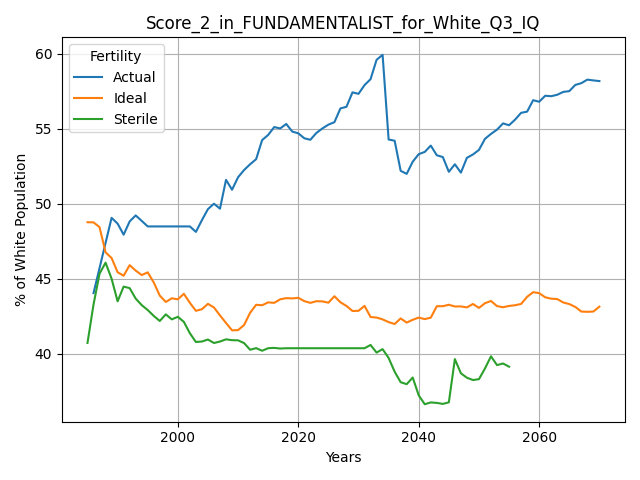 Score_2_in_FUNDAMENTALIST_for_White_Q3_IQ
Fertility
Actual
Ideal
Sterile
% of White Population
60
55
50
45
40
2000
2020
2040
2060
Years